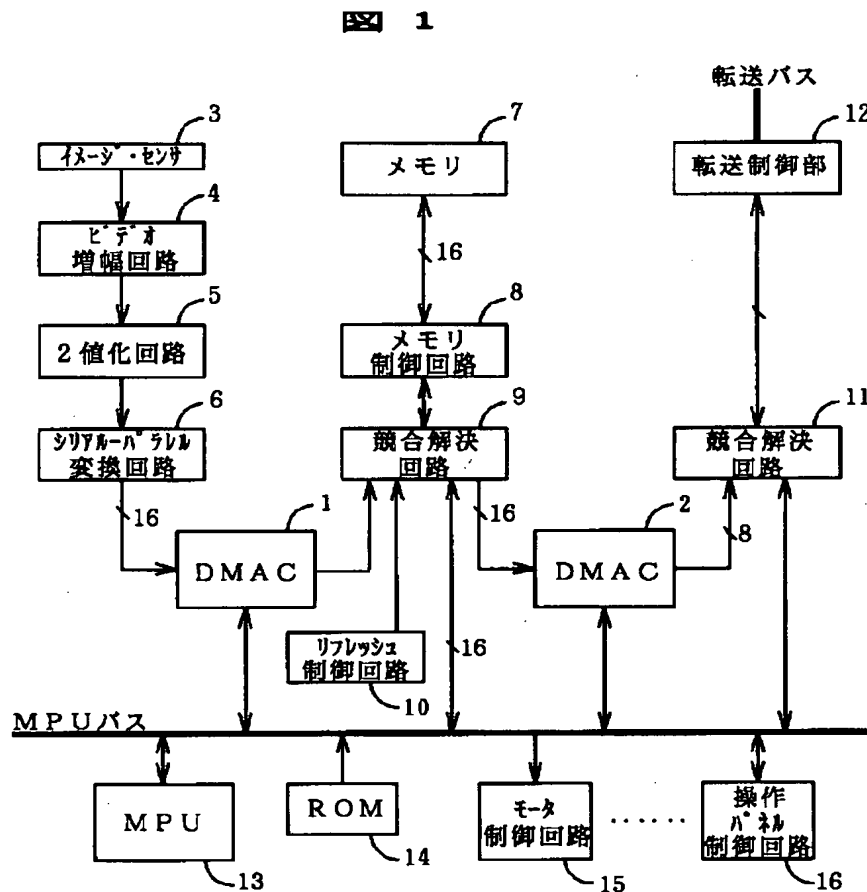 図 1
転送バス
3
イメージ・センサ
7
メモリ
12
転送制御部
4
ビデオ
増幅回路
16
5
2値化回路
8
メモリ
制御回路
6
シリアルーパラレル
変換回路
9
競合解決
回路
11
競合解決
回路
16
1
DMAC
16
2
DMAC
8
リフレッシュ
制御回路
10
16
MPUバス
MPU
13
ROM
14
モータ
制御回路
15
......
操作
パネル
制御回路
16